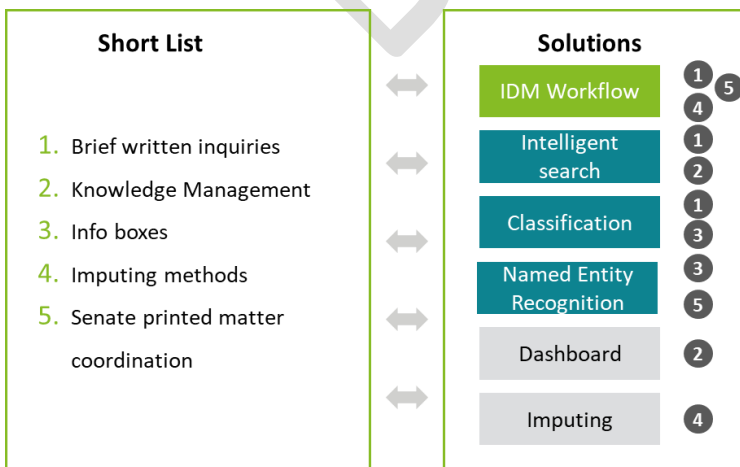 Short List
1. Brief written inquiries
2. Knowledge Management
3. Info boxes
4. Imputing methods
5. Senate printed matter
coordination
Solutions
IDM Workflow
1
5
4
Intelligent
search
1
2
Classification
1
3
Named Entity
Recognition
3
5
Dashboard
2
Imputing
4